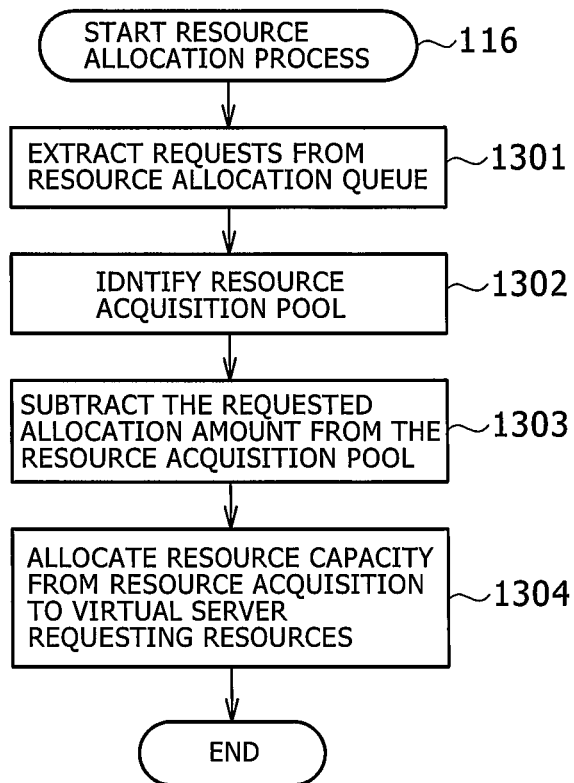 START RESOURCE
ALLOCATION PROCESS
116
EXTRACT REQUESTS FROM
RESOURCE ALLOCATION QUEUE
1301
IDNTIFY RESOURCE
ACQUISITION POOL
1302
SUBTRACT THE REQUESTED
ALLOCATION AMOUNT FROM THE
RESOURCE ACQUISITION POOL
1303
ALLOCATE RESOURCE CAPACITY
FROM RESOURCE ACQUISITION
TO VIRTUAL SERVER
REQUESTING RESOURCES
1304
END